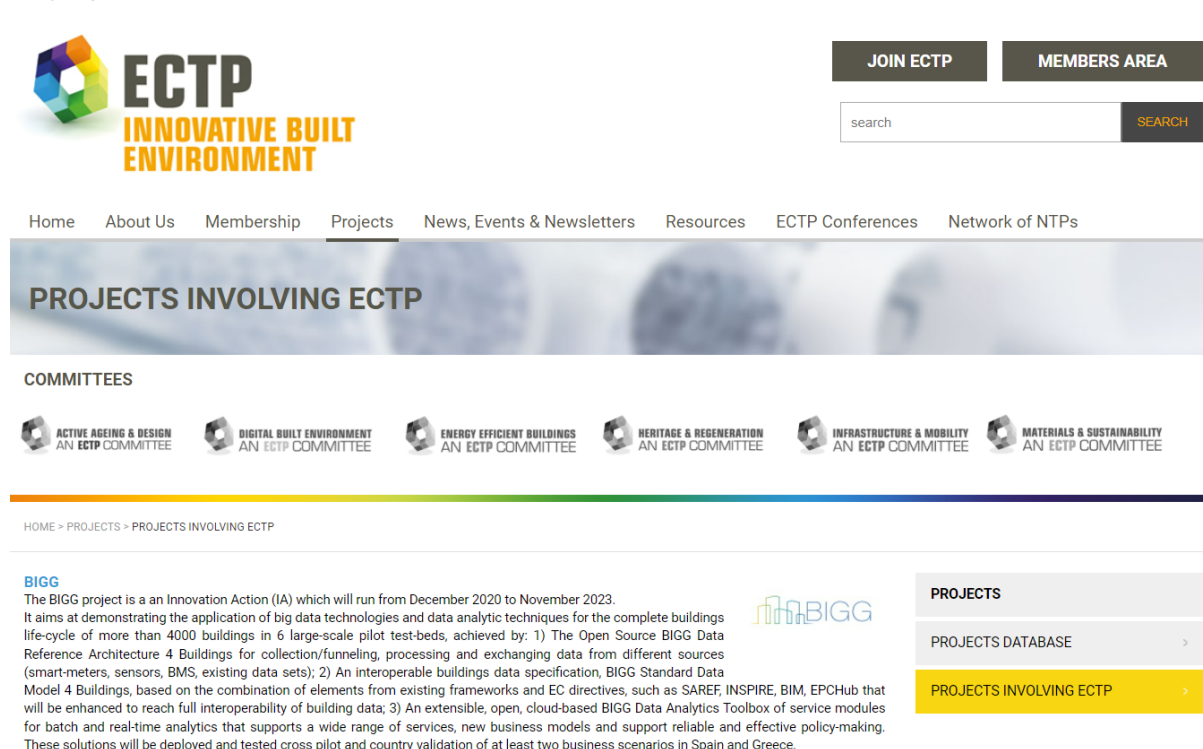 ECTP
INNOVATIVE BUILT
ENVIRONMENT
JOIN ECTP
MEMBERS AREA
search
SEARCH
Home About Us Membership Projects News, Events & Newsletters Resources ECTP Conferences Network of NTPs
PROJECTS INVOLVING ECTP
COMMITTEES
ACTIVE AGEING & DESIGN
AN ECTP COMMITTEE
DIGITAL BUILT ENVIRONMENT
AN ECTP COMMITTEE
ENERGY EFFICIENT BUILDINGS
AN ECTP COMMITTEE
HERITAGE & REGENERATION
AN ECTP COMMITTEE
INFRASTRUCTURE & MOBILITY
AN ECTP COMMITTEE
MATERIALS & SUSTAINABILITY
AN ECTP COMMITTEE
HOME > PROJECTS > PROJECTS INVOLVING ECTP
BIGG
The BIGG project is a an Innovation Action (IA) which will run from December 2020 to November 2023.
It aims at demonstrating the application of big data technologies and data analytic techniques for the complete buildings
life-cycle of more than 4000 buildings in 6 large-scale pilot test-beds, achieved by: 1) The Open Source BIGG Data
Reference Architecture 4 Buildings for collection/funneling, processing and exchanging data from different sources
(smart-meters, sensors, BMS, existing data sets); 2) An interoperable buildings data specification, BIGG Standard Data
Model 4 Buildings, based on the combination of elements from existing frameworks and EC directives, such as SAREF, INSPIRE, BIM, EPCHub that
will be enhanced to reach full interoperability of building data; 3) An extensible, open, cloud-based BIGG Data Analytics Toolbox of service modules
for batch and real-time analytics that supports a wide range of services, new business models and support reliable and effective policy-making.
These solutions will be deployed and tested cross pilot and country validation of at least two business scenarios in Spain and Greece.
BIGG
PROJECTS
PROJECTS DATABASE >
PROJECTS INVOLVING ECTP >